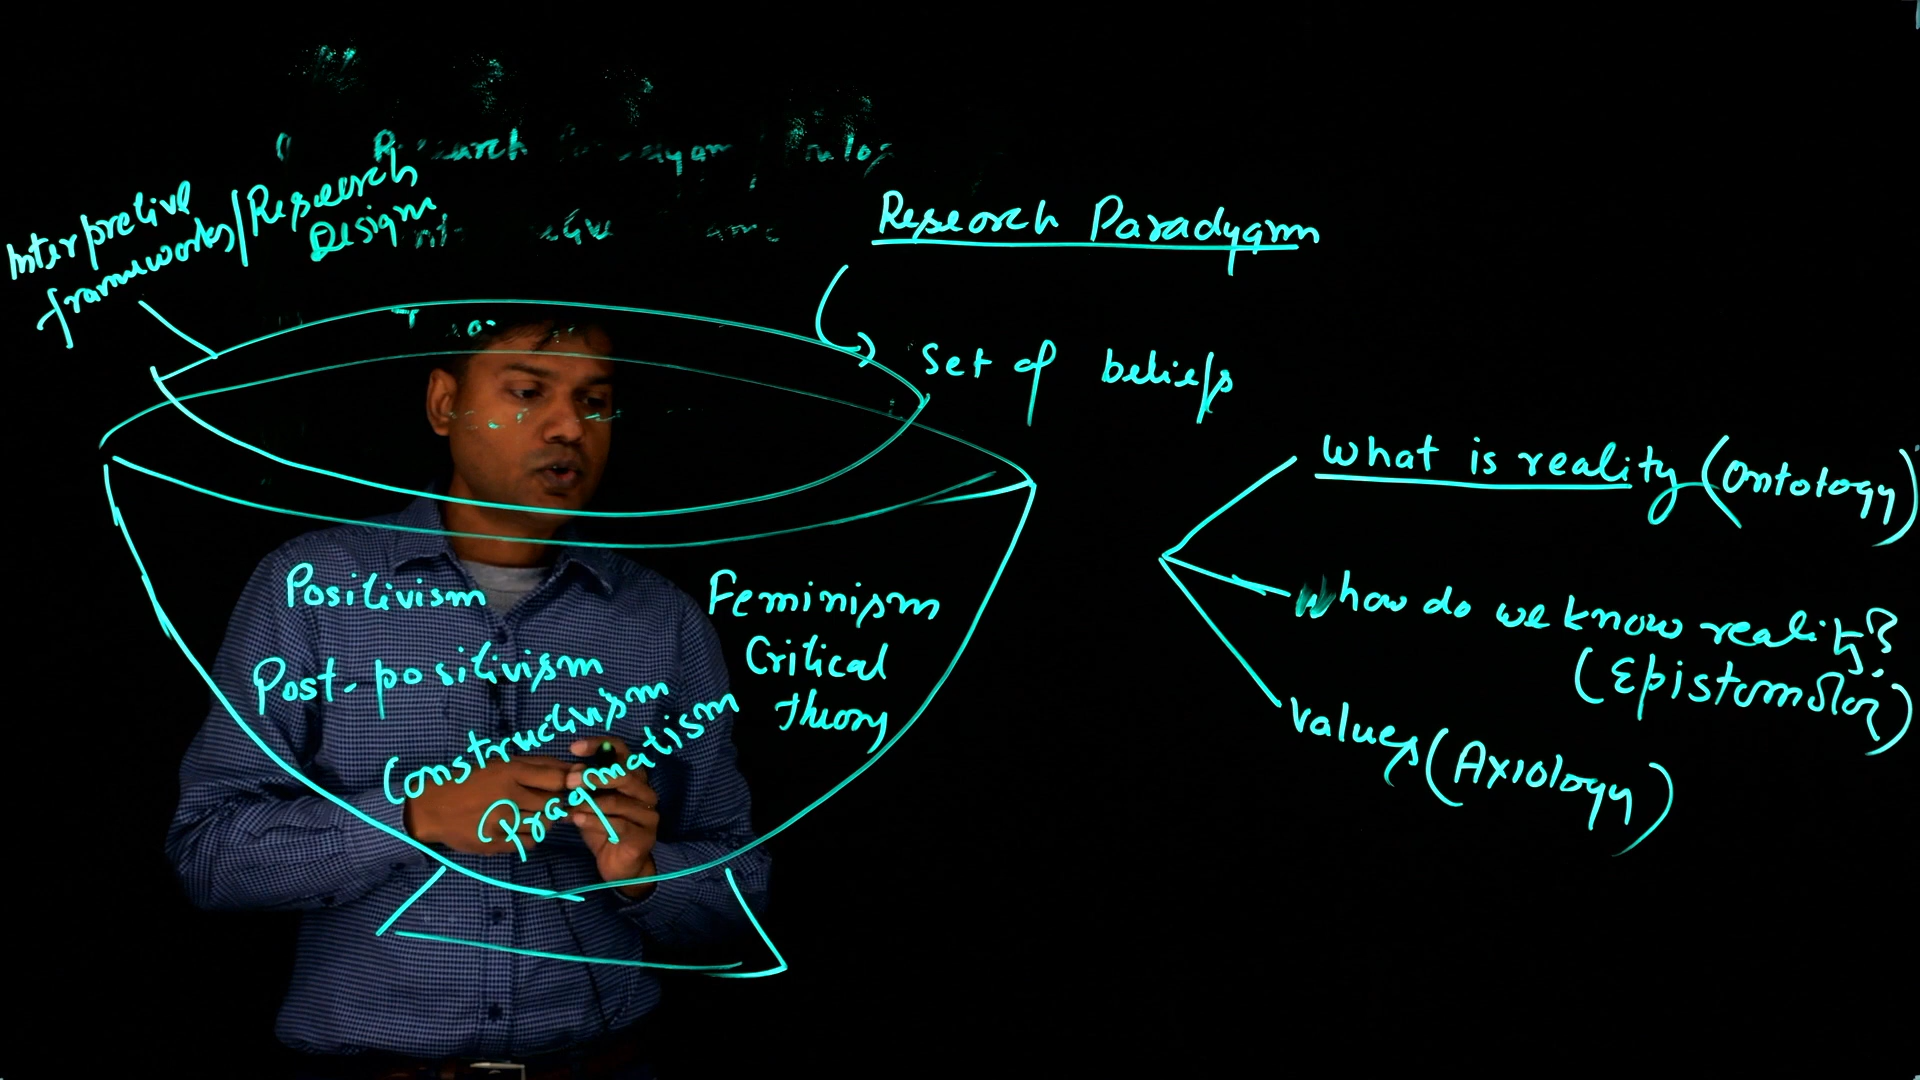 Interpretive
frameworks/Research
Design
Research Paradygm
set of beliefs
What is reality (Ontology)
how do we know reality?
(Epistomoloz)
Values (Axiology)
Positivism
Post-positivism
Constructivism
Pragmatism
Feminism
Critical
theory